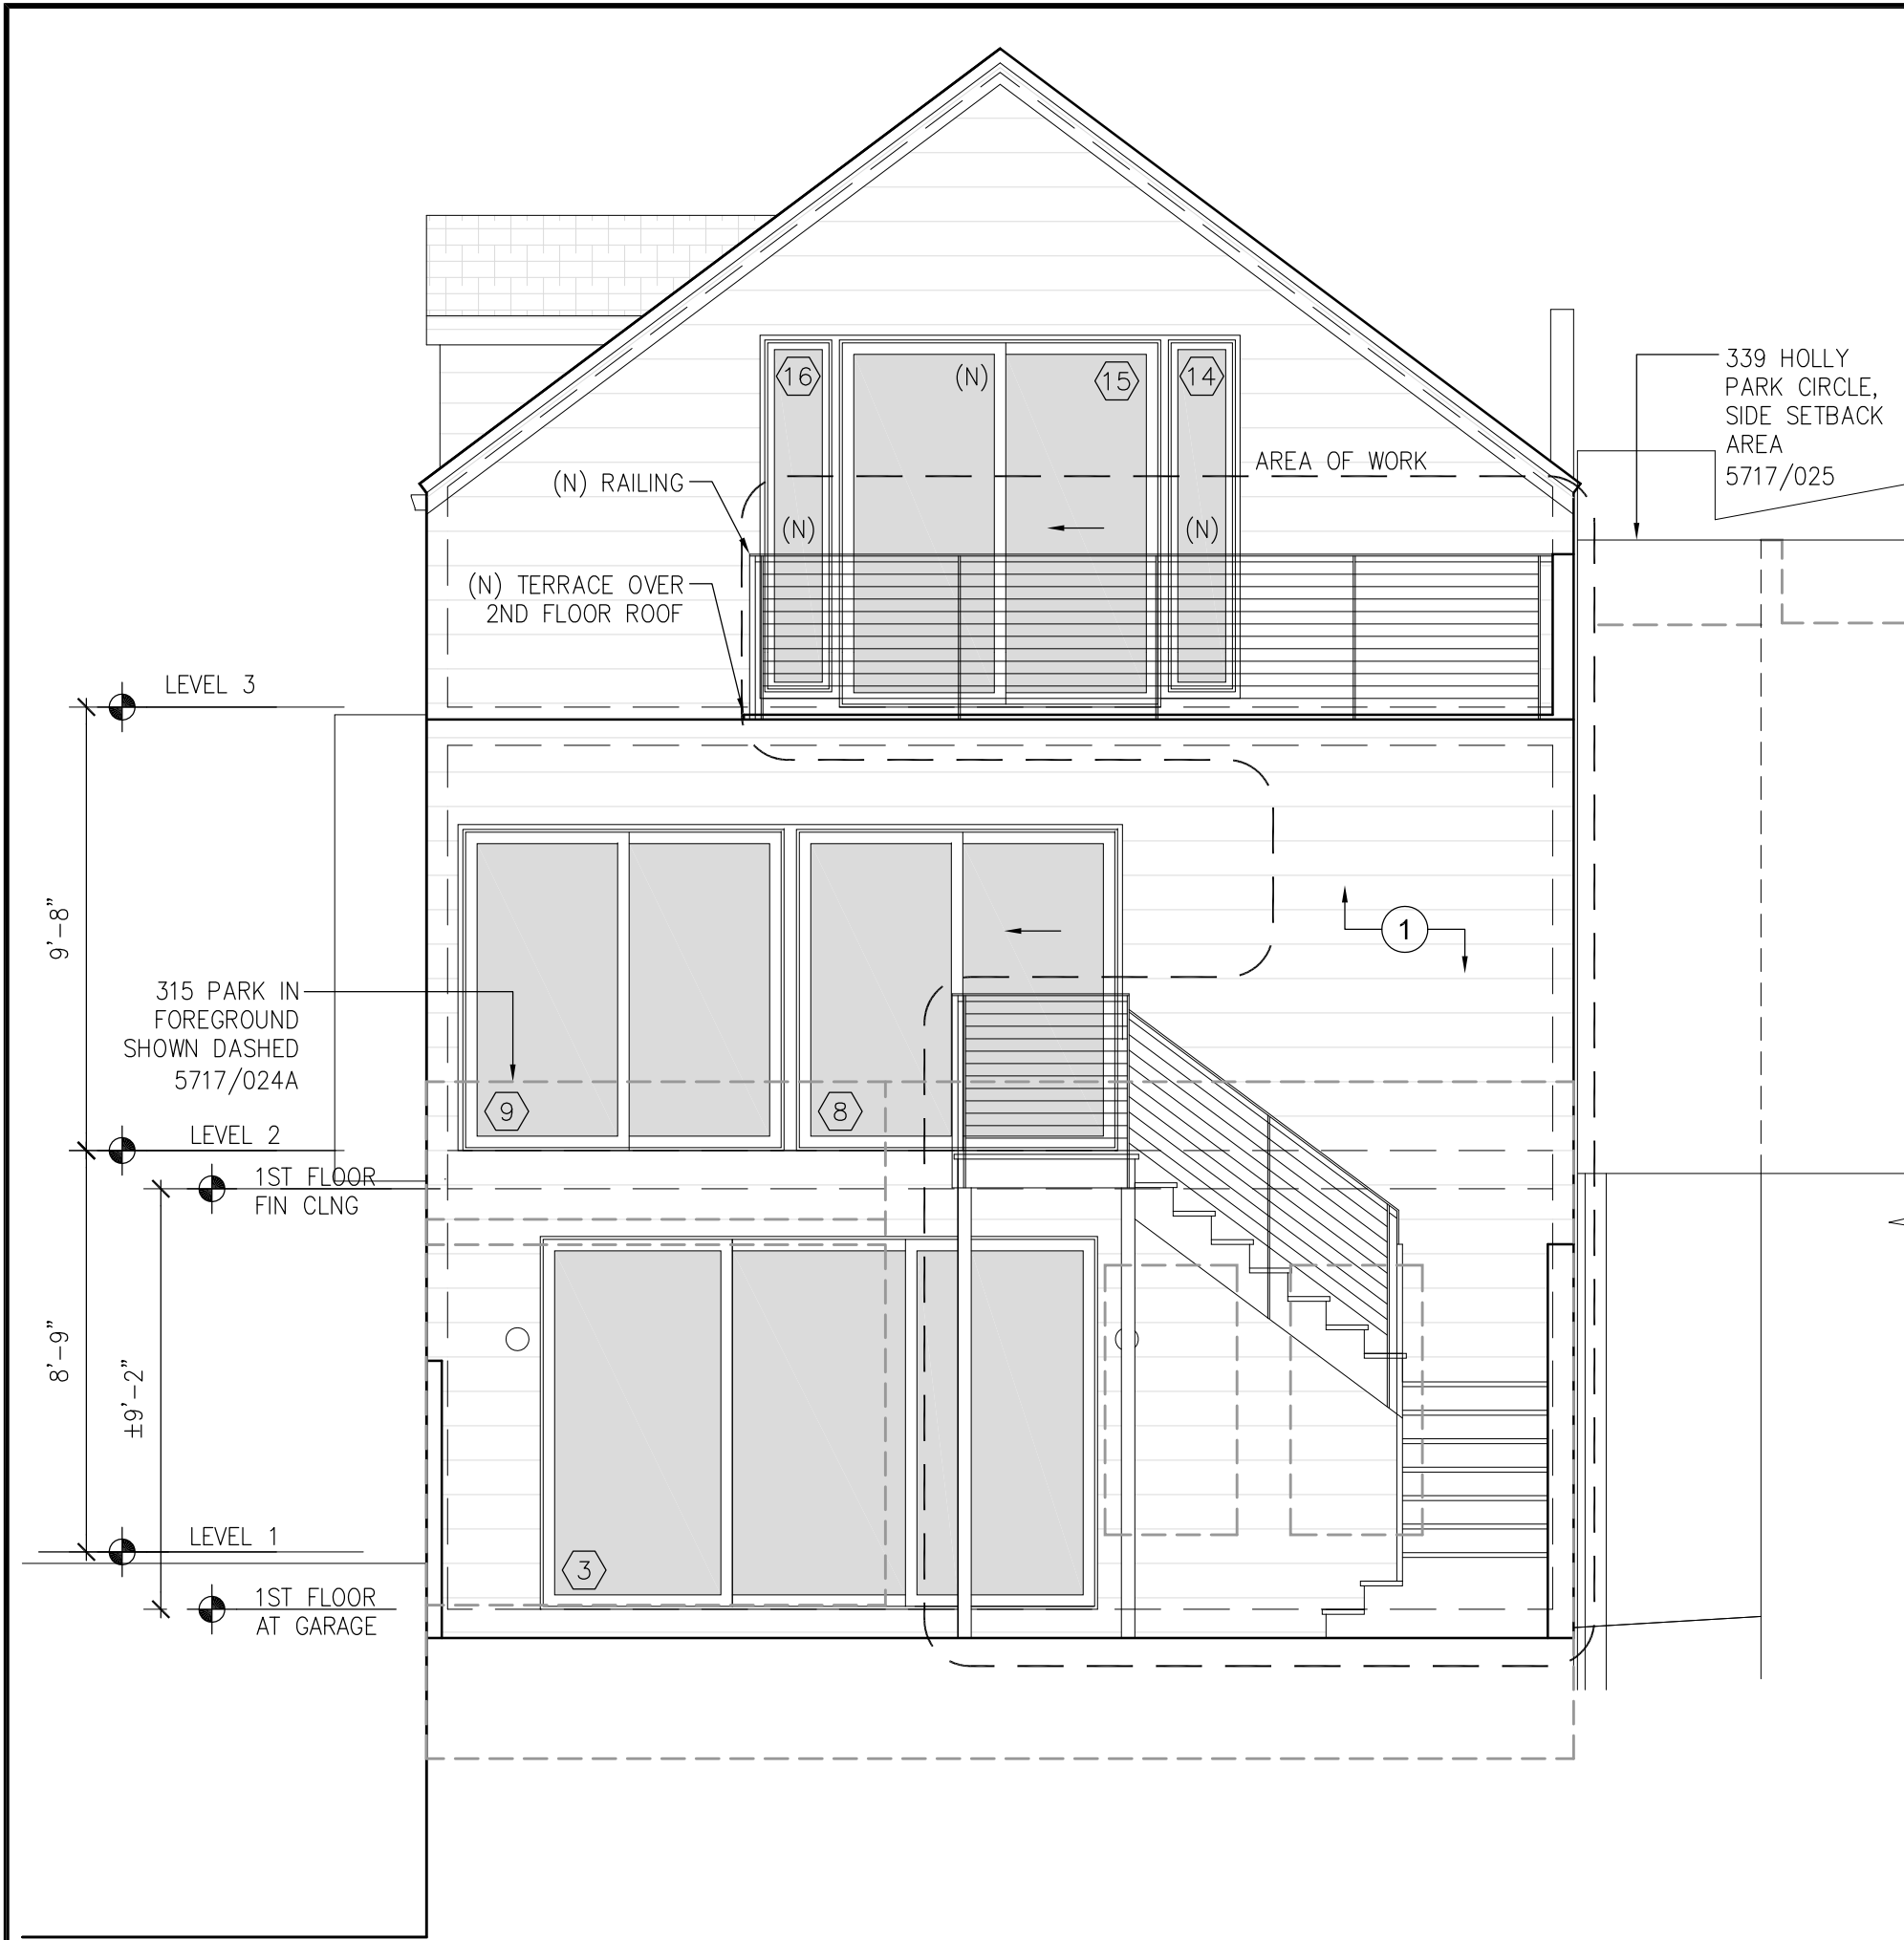 16
(N)
15
14
339 HOLLY
PARK CIRCLE,
SIDE SETBACK
AREA
5717/025
AREA OF WORK
(N) RAILING
(N)
(N)
(N) TERRACE OVER
2ND FLOOR ROOF
LEVEL 3
9'-8"
1
315 PARK IN
FOREGROUND
SHOWN DASHED
5717/024A
9
8
LEVEL 2
1ST FLOOR
FIN CLNG
8'-9"
±9'-2"
LEVEL 1
3
1ST FLOOR
AT GARAGE